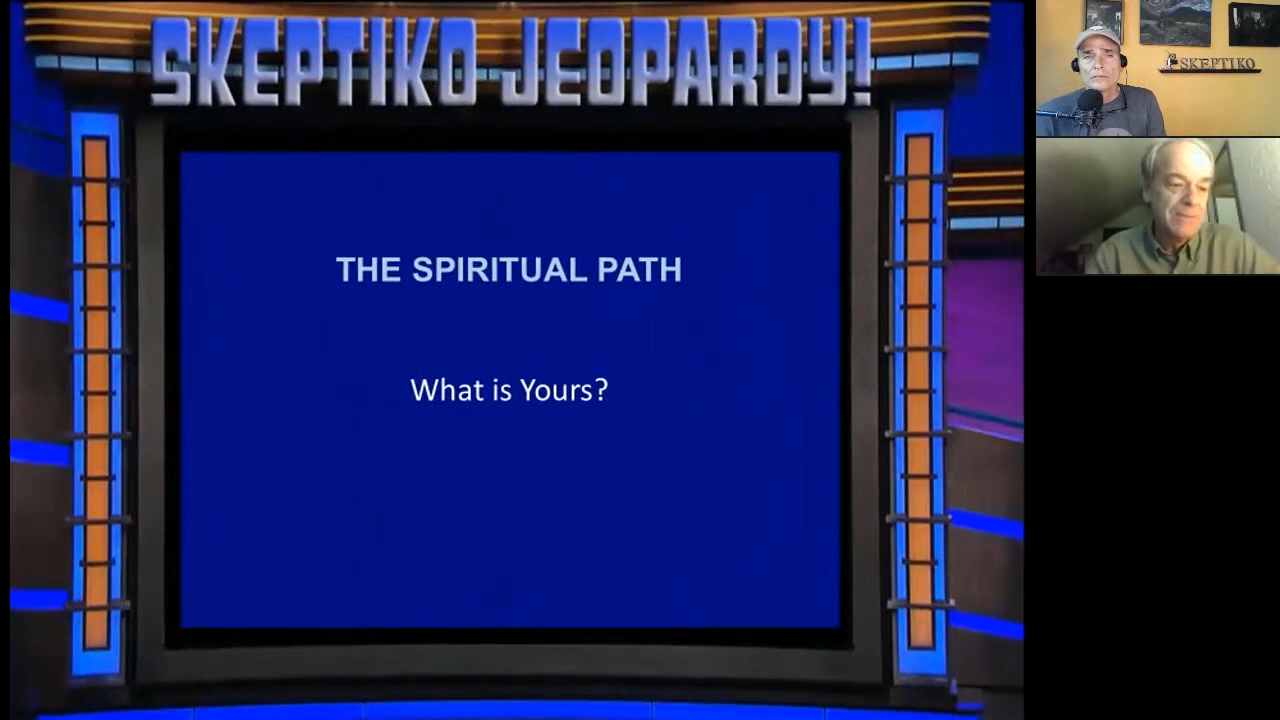 SKEPTIKO JEOPARDY!
THE SPIRITUAL PATH
What is Yours?
SKEPTIKO